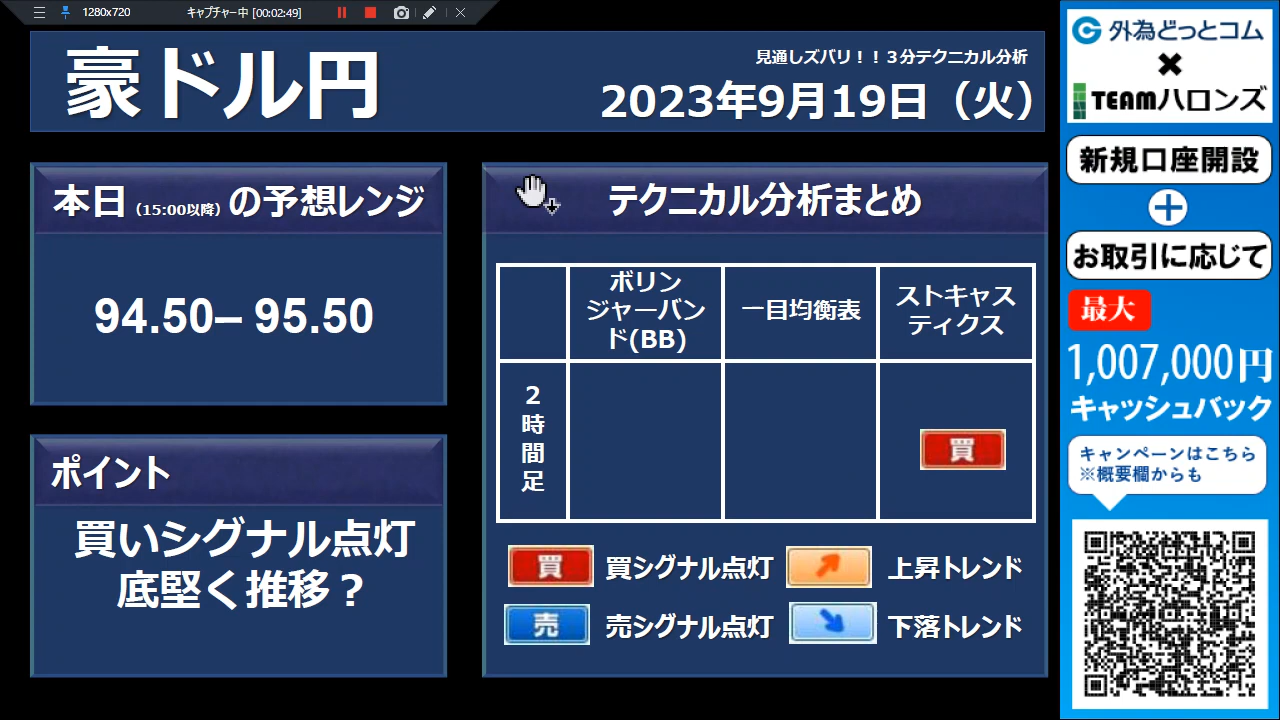 1280x720
キャプチャー中 [00:02:49]
豪ドル円
見通しズバリ！！３分テクニカル分析
2023年9月19日（火）
本日（15:00以降）の予想レンジ
94.50– 95.50
ポイント
買いシグナル点灯
底堅く推移？
テクニカル分析まとめ
ボリン
ジャーバン
ド(BB)
一目均衡表
ストキャス
ティクス
２
時
間
足
買
買
買シグナル点灯
上昇トレンド
売
売シグナル点灯
下落トレンド
外為どっとコム
×
TEAMハロンズ
新規口座開設
+
お取引に応じて
最大
1,007,000円
キャッシュバック
キャンペーンはこちら
※概要欄からも